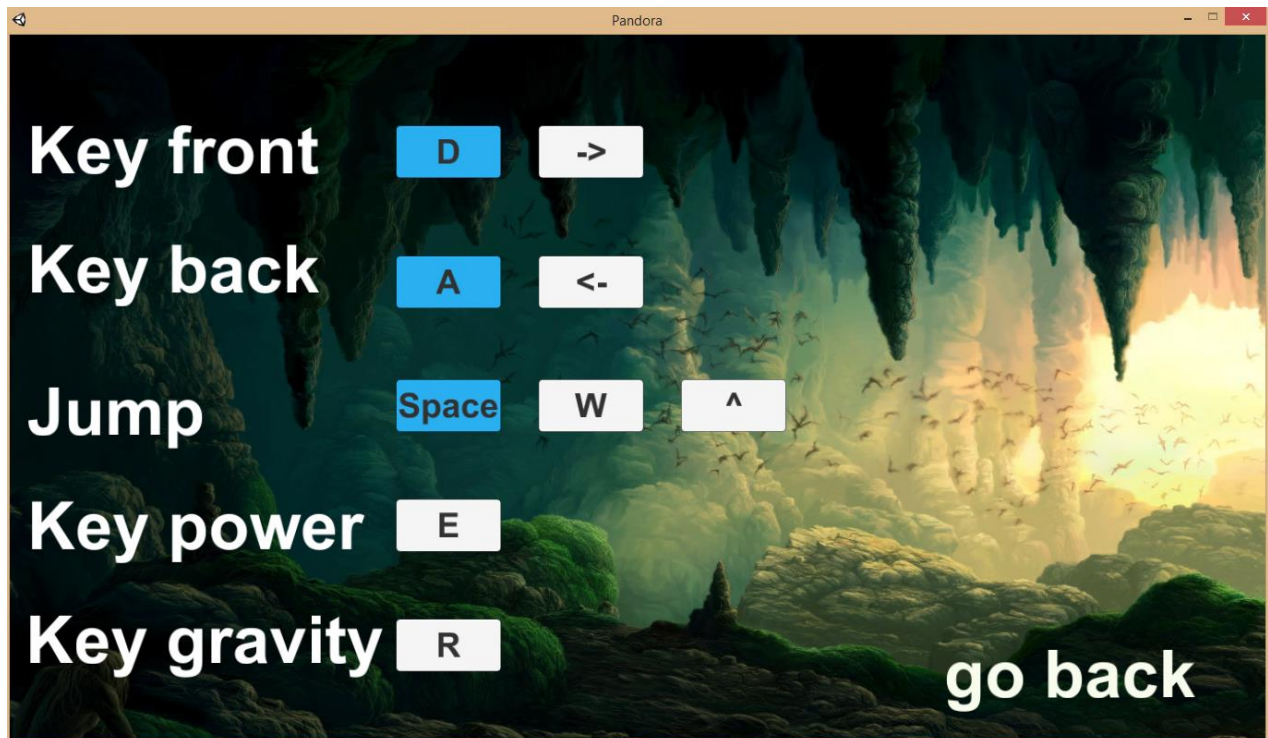 Pandora
Key front D ->
Key back A <-
Jump Space W ^
Key power E
Key gravity R
go back